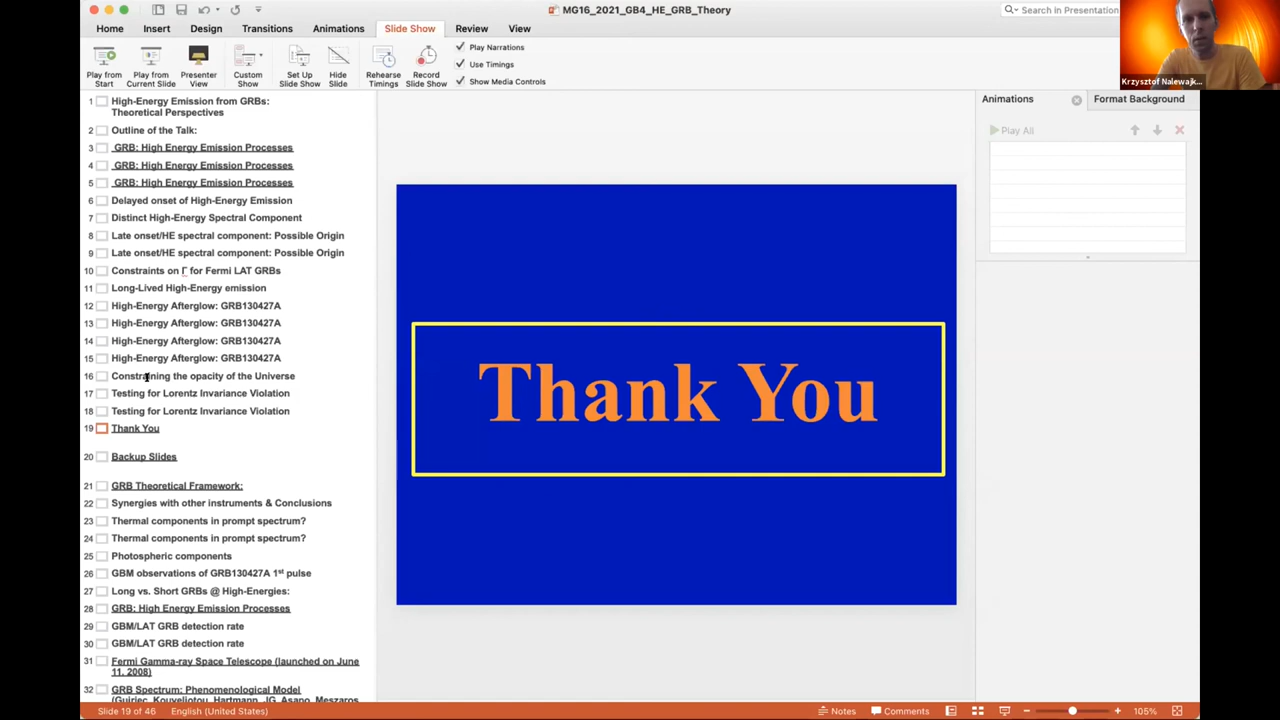 MG16_2021_GB4_HE_GRB_Theory
Search in Presentation
Home Insert Design Transitions Animations Slide Show Review View
Play from Start
Play from Current Slide
Presenter View
Custom Show
Set Up Slide Show
Hide Slide
Rehearse Timings
Record Slide Show
Play Narrations
Use Timings
Show Media Controls
Krzysztof Nalewajk...
1 High-Energy Emission from GRBs:
Theoretical Perspectives
2 Outline of the Talk:
3 GRB: High Energy Emission Processes
4 GRB: High Energy Emission Processes
5 GRB: High Energy Emission Processes
6 Delayed onset of High-Energy Emission
7 Distinct High-Energy Spectral Component
8 Late onset/HE spectral component: Possible Origin
9 Late onset/HE spectral component: Possible Origin
10 Constraints on Γ for Fermi LAT GRBs
11 Long-Lived High-Energy emission
12 High-Energy Afterglow: GRB130427A
13 High-Energy Afterglow: GRB130427A
14 High-Energy Afterglow: GRB130427A
15 High-Energy Afterglow: GRB130427A
16 Constraining the opacity of the Universe
17 Testing for Lorentz Invariance Violation
18 Testing for Lorentz Invariance Violation
19 Thank You
20 Backup Slides
21 GRB Theoretical Framework:
22 Synergies with other instruments & Conclusions
23 Thermal components in prompt spectrum?
24 Thermal components in prompt spectrum?
25 Photospheric components
26 GBM observations of GRB130427A 1st pulse
27 Long vs. Short GRBs @ High-Energies:
28 GRB: High Energy Emission Processes
29 GBM/LAT GRB detection rate
30 GBM/LAT GRB detection rate
31 Fermi Gamma-ray Space Telescope (launched on June
11, 2008)
32 GRB Spectrum: Phenomenological Model
(Guiriec, Kouveliotou, Hartmann, JG, Asano, Meszaros
Thank You
Animations
Format Background
Play All
Slide 19 of 46
English (United States)
Notes
Comments
105%